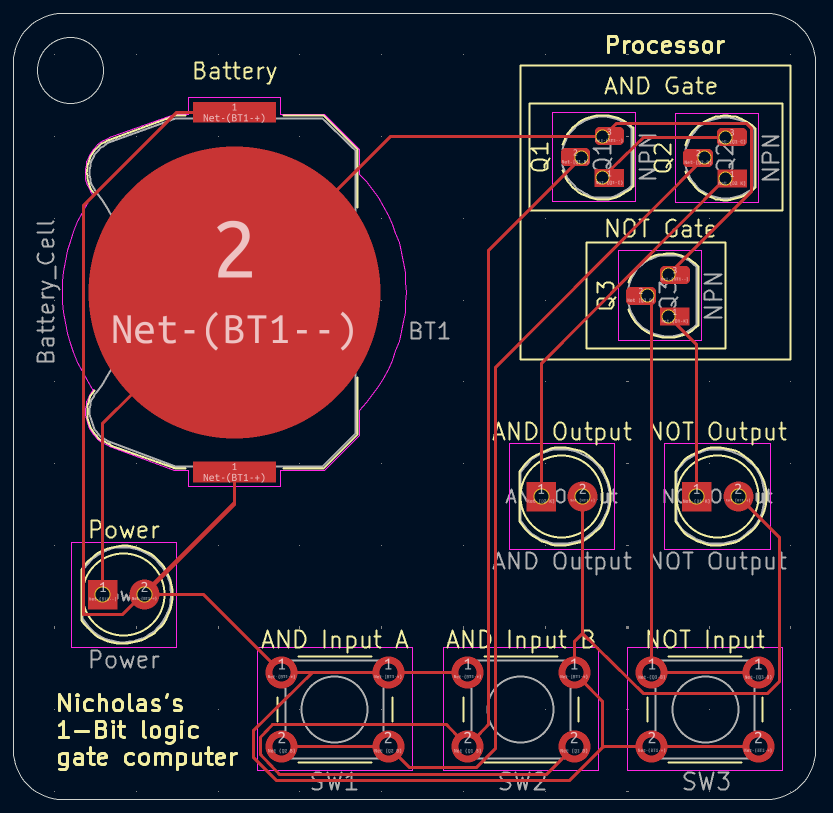 Processor
Battery
AND Gate
1
Net-(BT1-+)
Q1
Q1
NPN
Q2
Q2
NPN
2
Net-(BT1--)
Battery_Cell
BT1
NOT Gate
Q3
Q3
NPN
1
Net-(BT1-+)
AND Output
NOT Output
1
2
1
2
AND Output
NOT Output
Power
1
2
Power
AND Input A
AND Input B
NOT Input
1
1
1
1
1
1
2
2
2
2
2
2
SW1
SW2
SW3
Nicholas's
1-Bit logic
gate computer